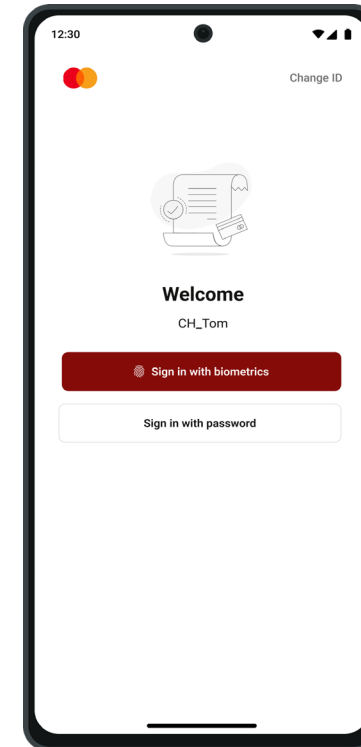 12:30
Change ID
Welcome
CH_Tom
Sign in with biometrics
Sign in with password